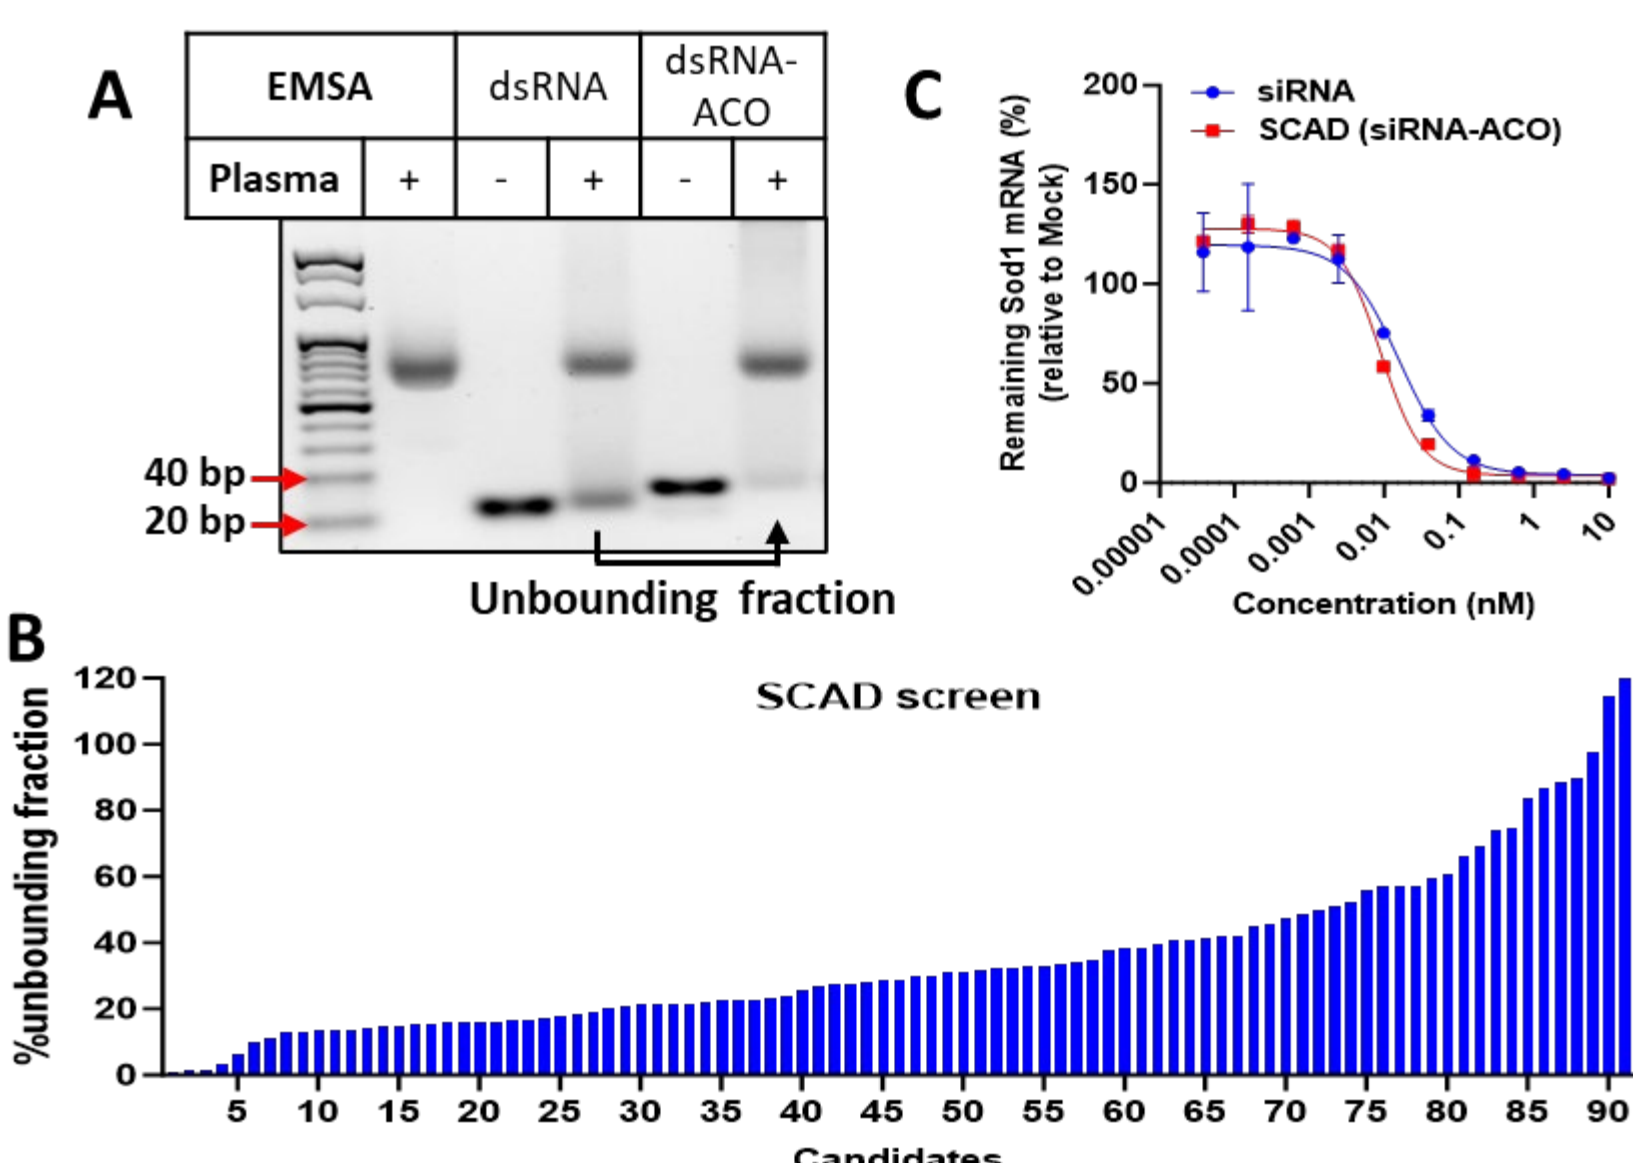 A
EMSA dsRNA dsRNA-
ACO
Plasma + - + - +
40 bp
20 bp
Unbounding fraction
C
Remaining Sod1 mRNA (%)
(relative to Mock)
200
150
100
50
0
siRNA
SCAD (siRNA-ACO)
0.00001 0.0001 0.001 0.01 0.1 1 10
Concentration (nM)
B
%unbounding fraction
SCAD screen
120
100
80
60
40
20
0
5 10 15 20 25 30 35 40 45 50 55 60 65 70 75 80 85 90
Candidates